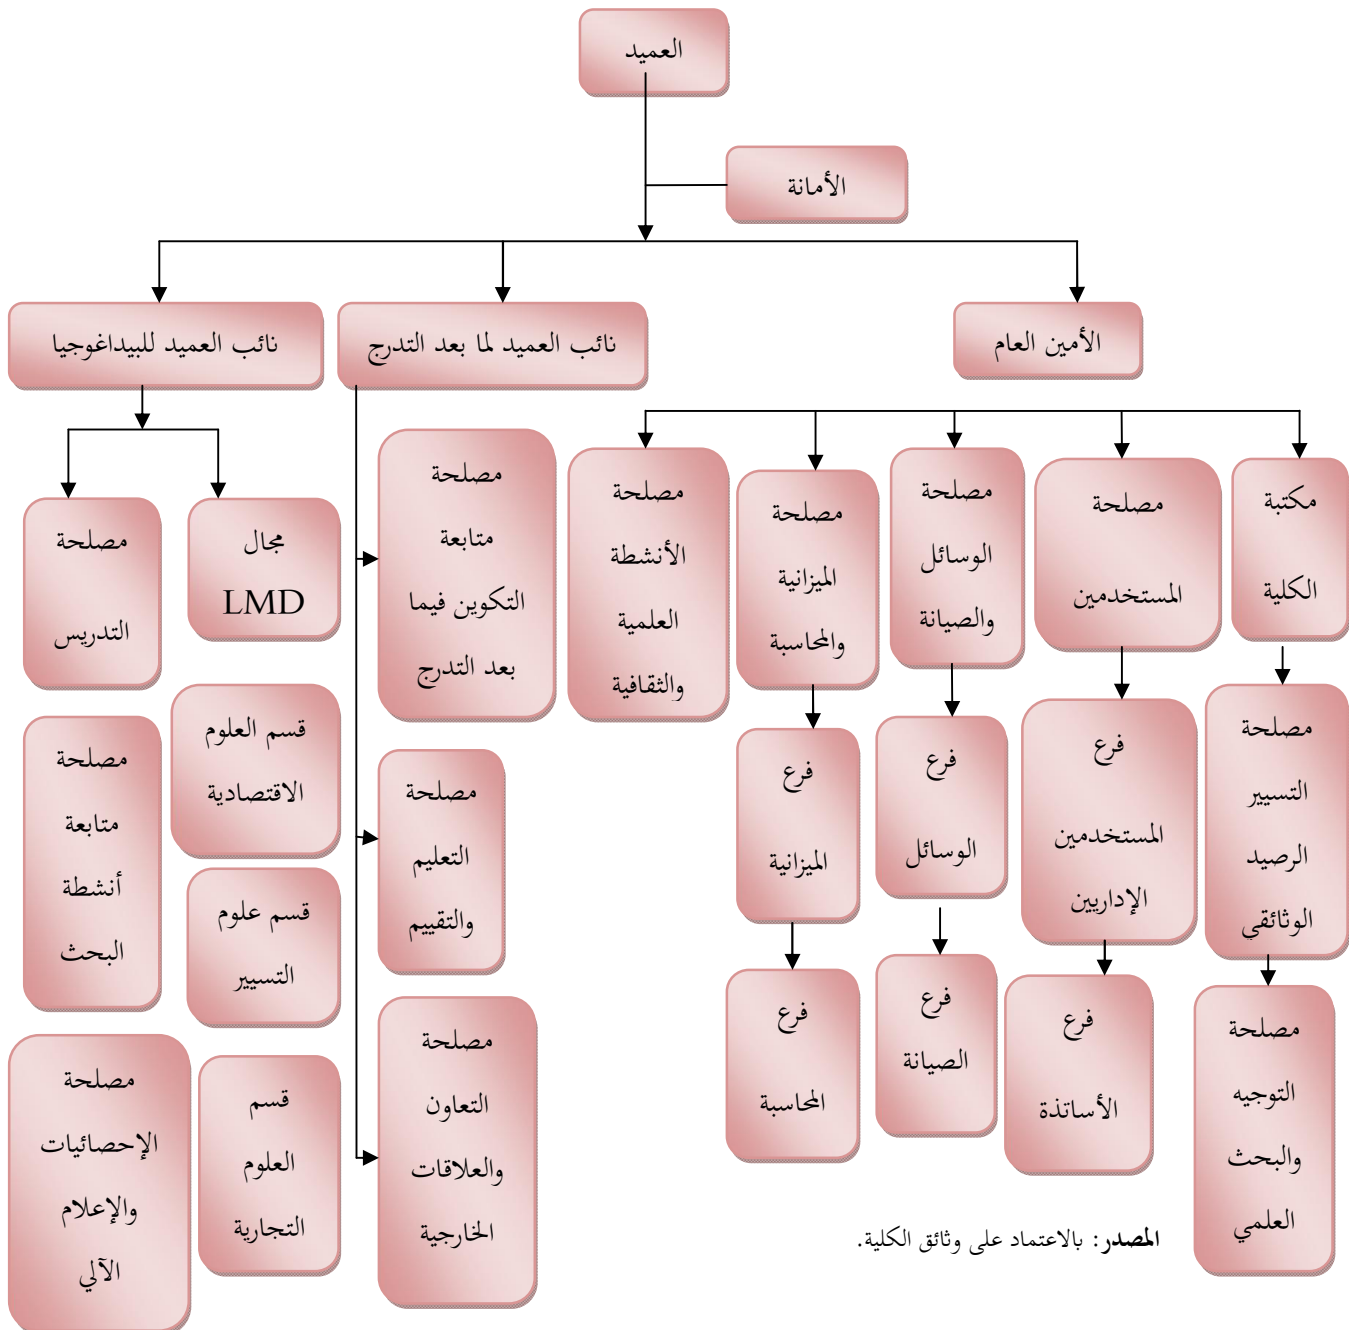 العميد
الأمانة
الأمين العام
نائب العميد لما بعد التدرج
نائب العميد للبيداغوجيا
مكتبة
الكلية
مصلحة
المستخدمين
مصلحة
الوسائل
والصيانة
مصلحة
الميزانية
والمحاسبة
مصلحة
الأنشطة
العلمية
والثقافية
مصلحة
متابعة
التكوين فيما
بعد التدرج
مجال
LMD
مصلحة
التدريس
مصلحة
التسيير
الرصيد
الوثائقي
فرع
المستخدمين
الإداريين
فرع
الوسائل
فرع
الميزانية
مصلحة
التعليم
والتقييم
قسم العلوم
الاقتصادية
مصلحة
متابعة
أنشطة
البحث
قسم علوم
التسيير
مصلحة
التوجيه
والبحث
العلمي
فرع
الأساتذة
فرع
الصيانة
فرع
المحاسبة
مصلحة
التعاون
والعلاقات
الخارجية
قسم
العلوم
التجارية
مصلحة
الإحصائيات
والإعلام
الآلي
المصدر: بالاعتماد على وثائق الكلية.